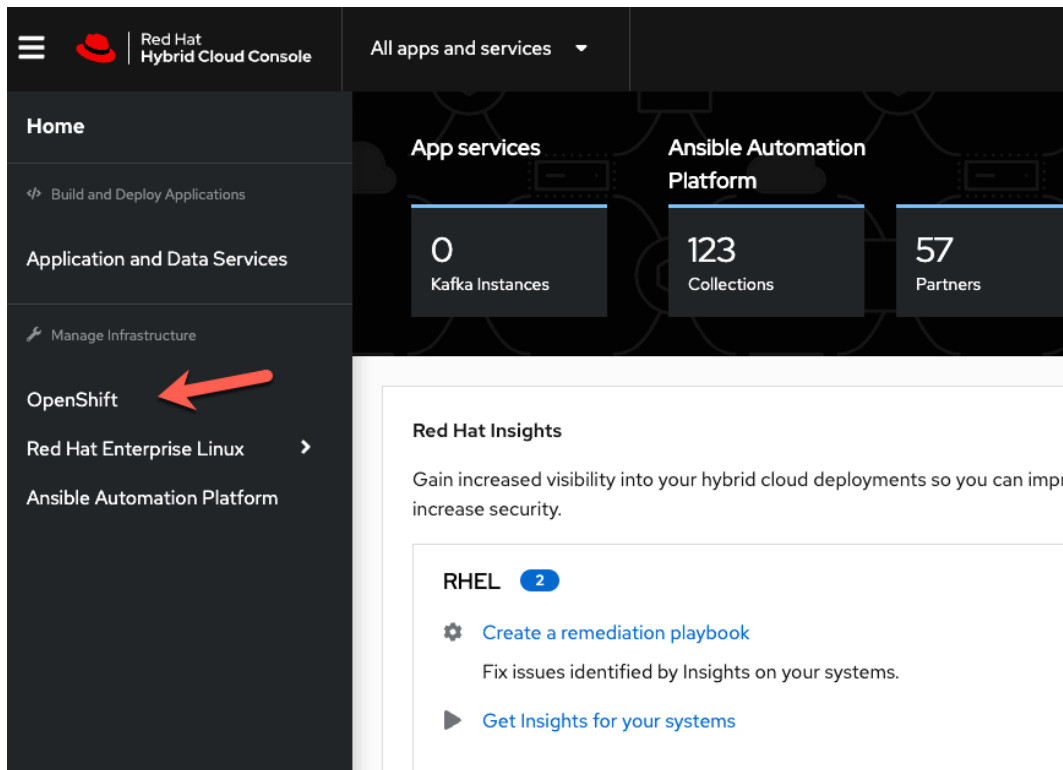 Red Hat
Hybrid Cloud Console
All apps and services
Home
Build and Deploy Applications
Application and Data Services
Manage Infrastructure
OpenShift
Red Hat Enterprise Linux
Ansible Automation Platform
App services
0
Kafka Instances
Ansible Automation
Platform
123
Collections
57
Partners
Red Hat Insights
Gain increased visibility into your hybrid cloud deployments so you can impr
increase security.
RHEL 2
Create a remediation playbook
Fix issues identified by Insights on your systems.
Get Insights for your systems